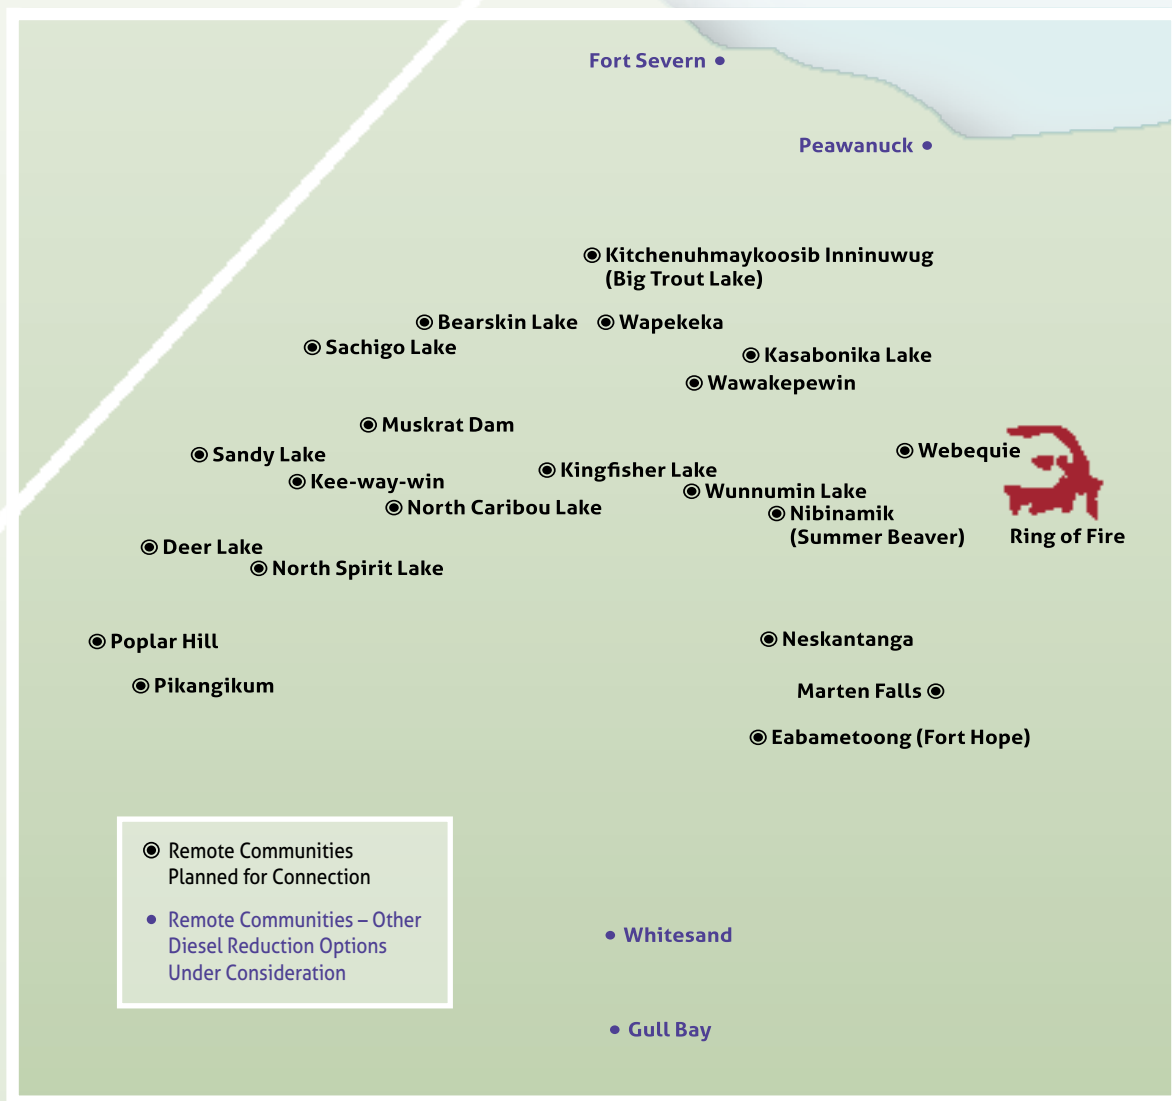 Fort Severn
Peawanuck
Kitchenuhmaykoosib Inninuwug
(Big Trout Lake)
Bearskin Lake
Wapekeka
Sachigo Lake
Kasabonika Lake
Wawakepewin
Muskrat Dam
Webequie
Sandy Lake
Kingfisher Lake
Kee-way-win
Wunnumin Lake
North Caribou Lake
Nibinamik
(Summer Beaver)
Ring of Fire
Deer Lake
North Spirit Lake
Poplar Hill
Neskantanga
Pikangikum
Marten Falls
Eabametoong (Fort Hope)
Remote Communities
Planned for Connection
Remote Communities – Other
Diesel Reduction Options
Under Consideration
Whitesand
Gull Bay